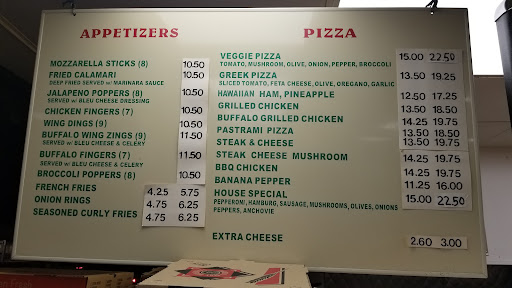 APPETIZERS
MOZZARELLA STICKS (8) 10.50
FRIED CALAMARI 10.50
DEEP FRIED SERVED w/ MARINARA SAUCE
JALAPENO POPPERS (8) 10.50
SERVED w/ BLEU CHEESE DRESSING
CHICKEN FINGERS (7) 10.50
WING DINGS (9) 10.50
BUFFALO WING ZINGS (9) 11.50
SERVED w/ BLEU CHEESE & CELERY
BUFFALO FINGERS (7) 11.50
SERVED w/ BLEU CHEESE & CELERY
BROCCOLI POPPERS (8) 10.50
FRENCH FRIES 4.25 5.75
ONION RINGS 4.75 6.25
SEASONED CURLY FRIES 4.75 6.25
PIZZA
VEGGIE PIZZA 15.00 22.50
TOMATO, MUSHROOM, OLIVE, ONION, PEPPER, BROCCOLI
GREEK PIZZA 13.50 19.25
SLICED TOMATO, FETA CHEESE, OLIVE, OREGANO, GARLIC
HAWAIIAN HAM, PINEAPPLE 12.50 17.25
GRILLED CHICKEN 13.50 18.50
BUFFALO GRILLED CHICKEN 14.25 19.75
PASTRAMI PIZZA 13.50 18.50
STEAK & CHEESE 13.50 19.75
STEAK CHEESE MUSHROOM 14.25 19.75
BBQ CHICKEN 14.25 19.75
BANANA PEPPER 11.25 16.00
HOUSE SPECIAL 15.00 22.50
PEPPERONI, HAMBURG, SAUSAGE, MUSHROOMS, OLIVES, ONIONS
PEPPERS, ANCHOVIE
EXTRA CHEESE 2.60 3.00